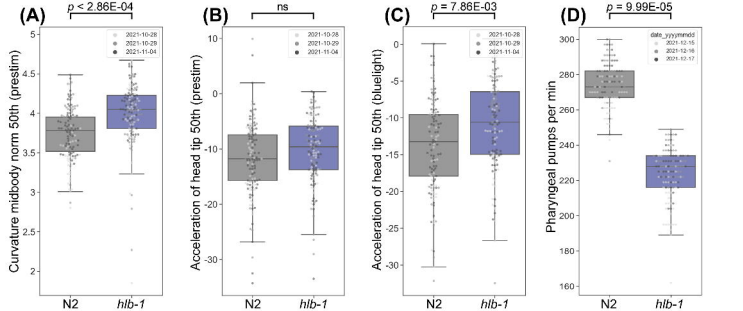 (A)
p < 2.86E-04
Curvature midbody norm 50th (prestim)
5
4.5
4
3.5
3
2.5
2
2021-10-28
2021-10-29
2021-11-04
N2
hlb-1
(B)
ns
Acceleration of head tip 50th (prestim)
10
0
-10
-20
-30
2021-10-28
2021-10-29
2021-11-04
N2
hlb-1
(C)
p = 7.86E-03
Acceleration of head tip 50th (bluelight)
0
-5
-10
-15
-20
-25
-30
2021-10-28
2021-10-29
2021-11-04
N2
hlb-1
(D)
p = 9.99E-05
Pharyngeal pumps per min
300
280
260
240
220
200
180
160
date_yyyymmdd
2021-12-15
2021-12-16
2021-12-17
N2
hlb-1